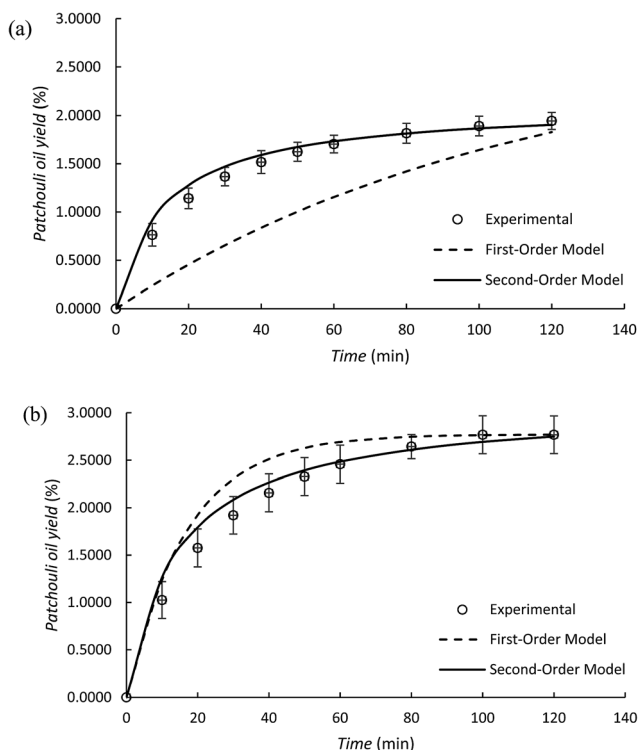 (a)
3.0000
2.5000
2.0000
1.5000
1.0000
0.5000
0.0000
Patchouli oil yield (%)
0 20 40 60 80 100 120 140
Time (min)
Experimental
First-Order Model
Second-Order Model
(b)
3.0000
2.5000
2.0000
1.5000
1.0000
0.5000
0.0000
Patchouli oil yield (%)
0 20 40 60 80 100 120 140
Time (min)
Experimental
First-Order Model
Second-Order Model